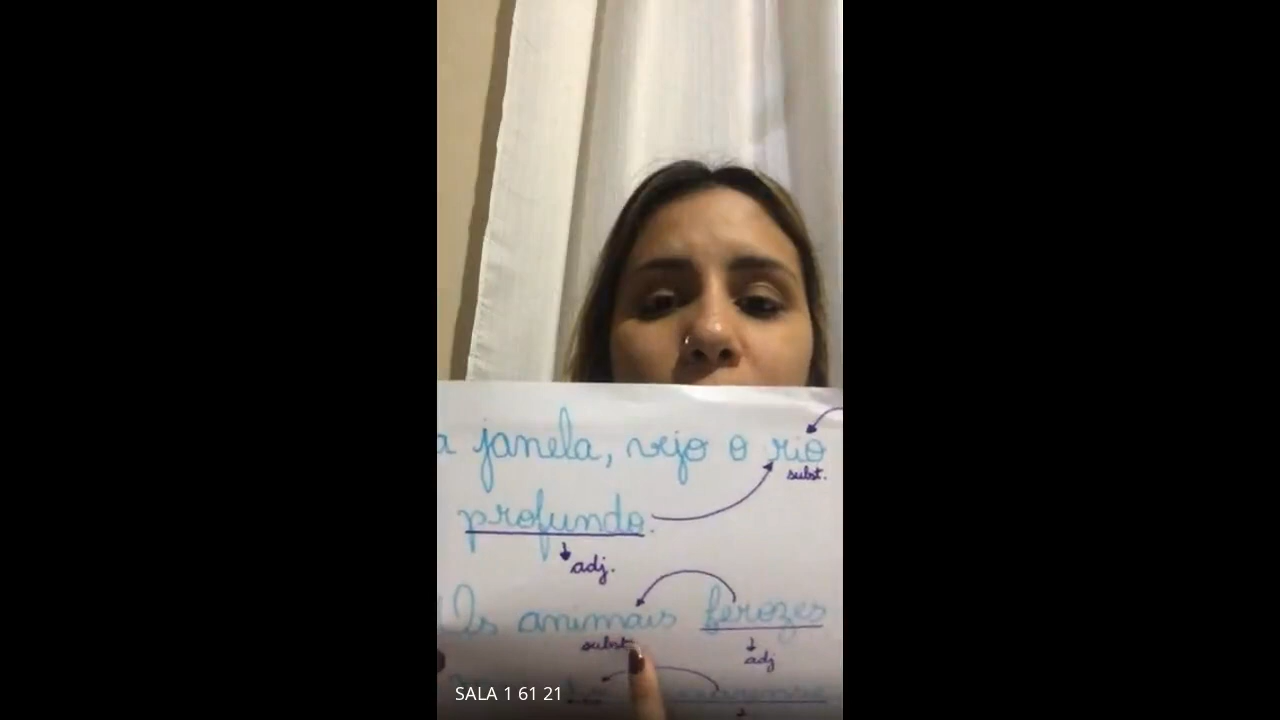 a janela, vejo o rio
subst.
profundo.
adj.
Os animais ferozes
subst.
adj
SALA 1 61 21